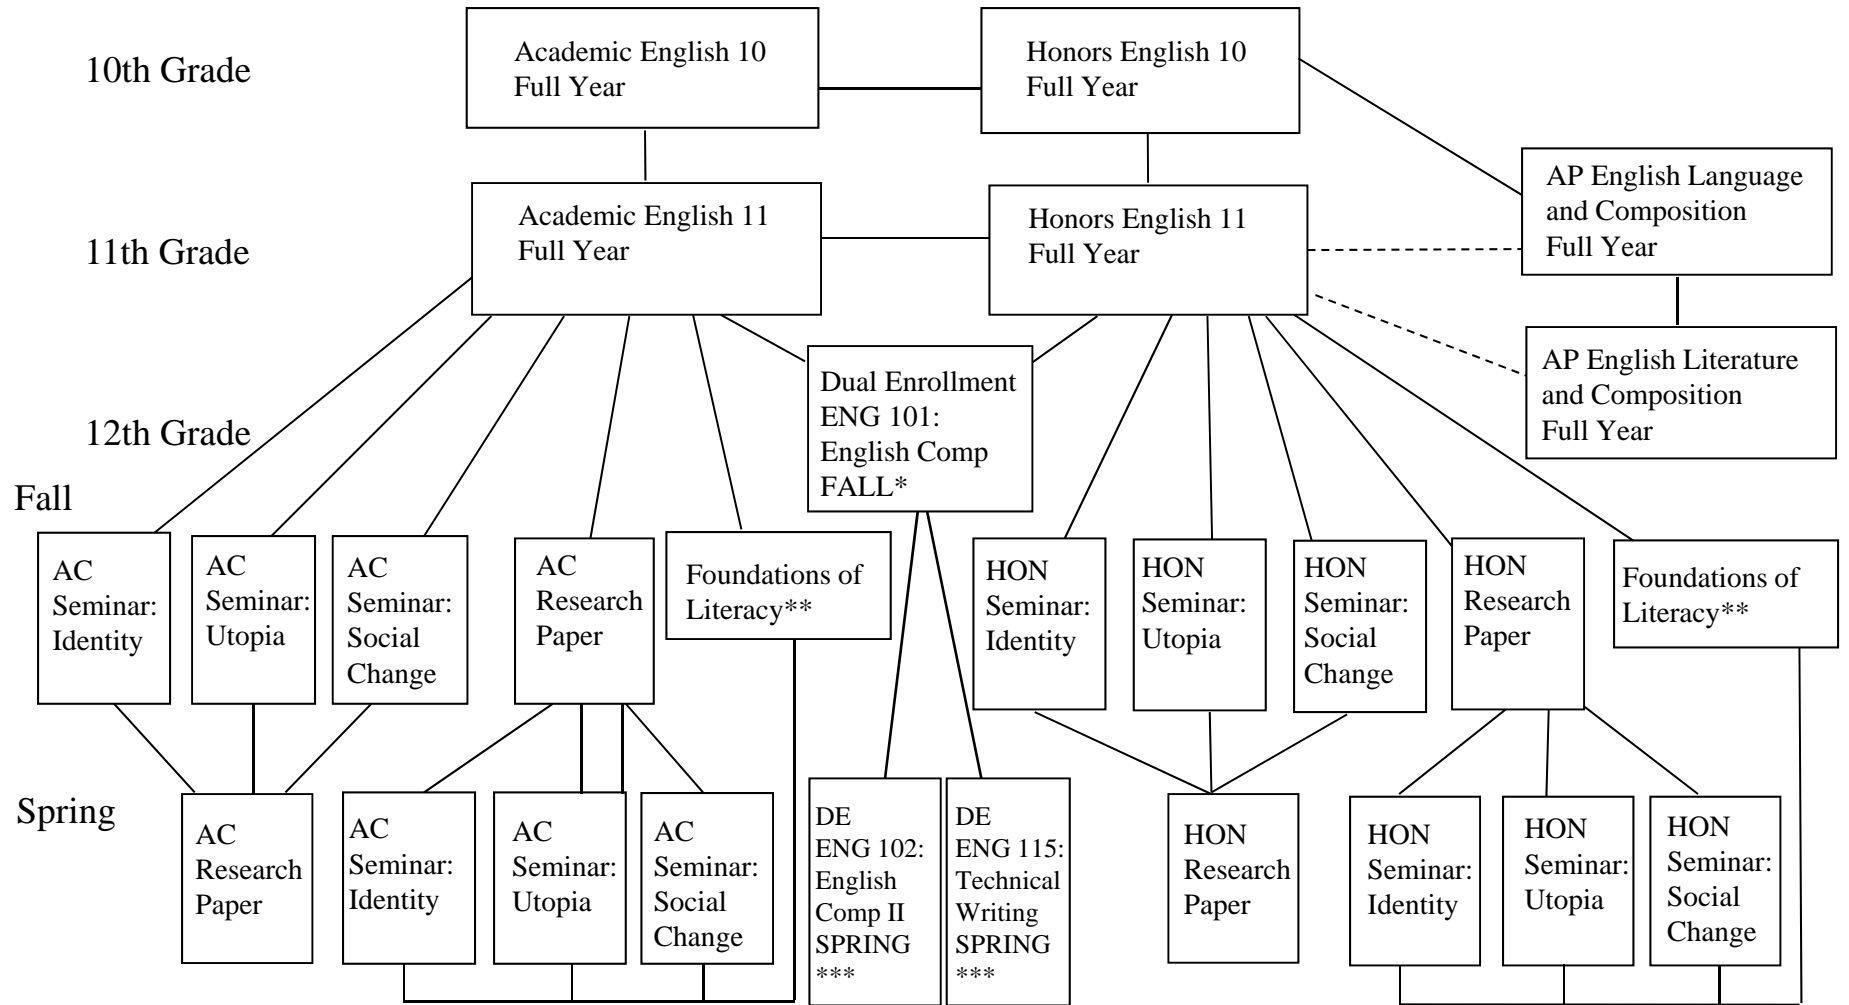 10th Grade
Academic English 10
Full Year
Honors English 10
Full Year
11th Grade
Academic English 11
Full Year
Honors English 11
Full Year
AP English Language
and Composition
Full Year
12th Grade
Dual Enrollment
ENG 101:
English Comp
FALL*
AP English Literature
and Composition
Full Year
Fall
AC
Seminar:
Identity
AC
Seminar:
Utopia
AC
Seminar:
Social
Change
AC
Research
Paper
Foundations of
Literacy**
HON
Seminar:
Identity
HON
Seminar:
Utopia
HON
Seminar:
Social
Change
HON
Research
Paper
Foundations of
Literacy**
Spring
AC
Research
Paper
AC
Seminar:
Identity
AC
Seminar:
Utopia
AC
Seminar:
Social
Change
DE
ENG 102:
English
Comp II
SPRING
***
DE
ENG 115:
Technical
Writing
SPRING
***
HON
Research
Paper
HON
Seminar:
Identity
HON
Seminar:
Utopia
HON
Seminar:
Social
Change